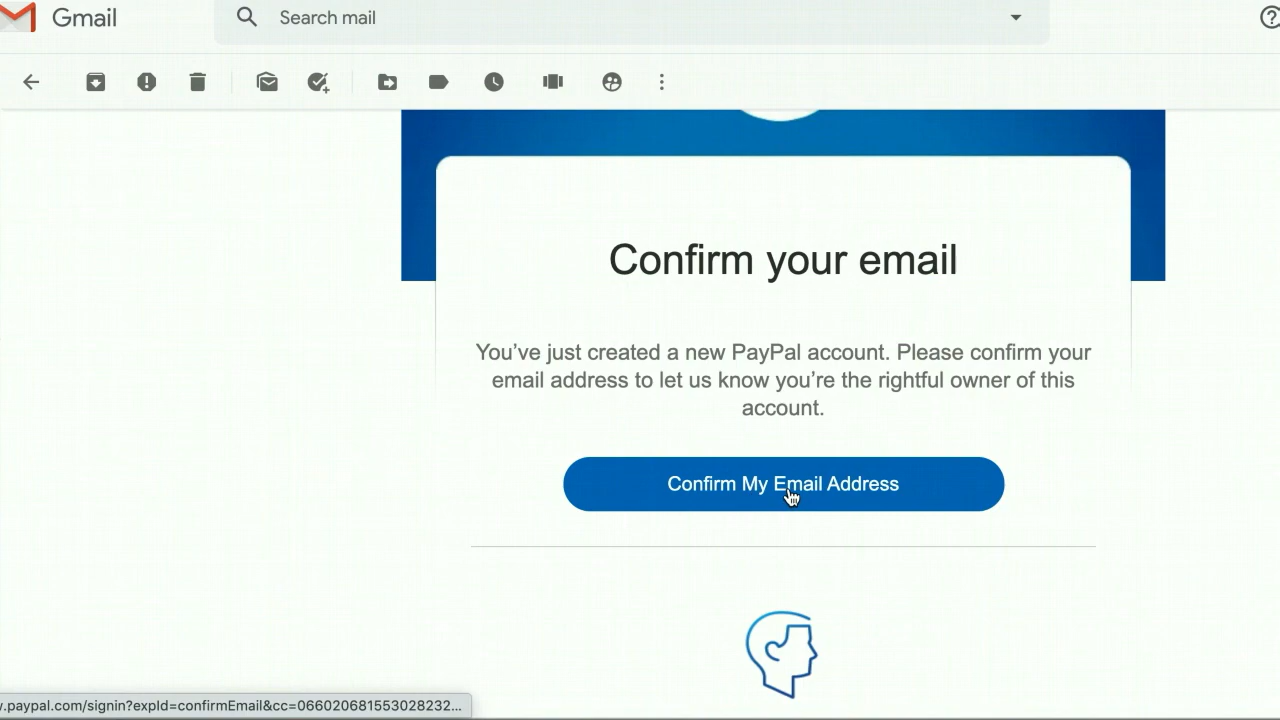 Gmail
Search mail
Confirm your email
You've just created a new PayPal account. Please confirm your
email address to let us know you're the rightful owner of this
account.
Confirm My Email Address
.paypal.com/signin?expId=confirmEmail&cc=066020681553028232...